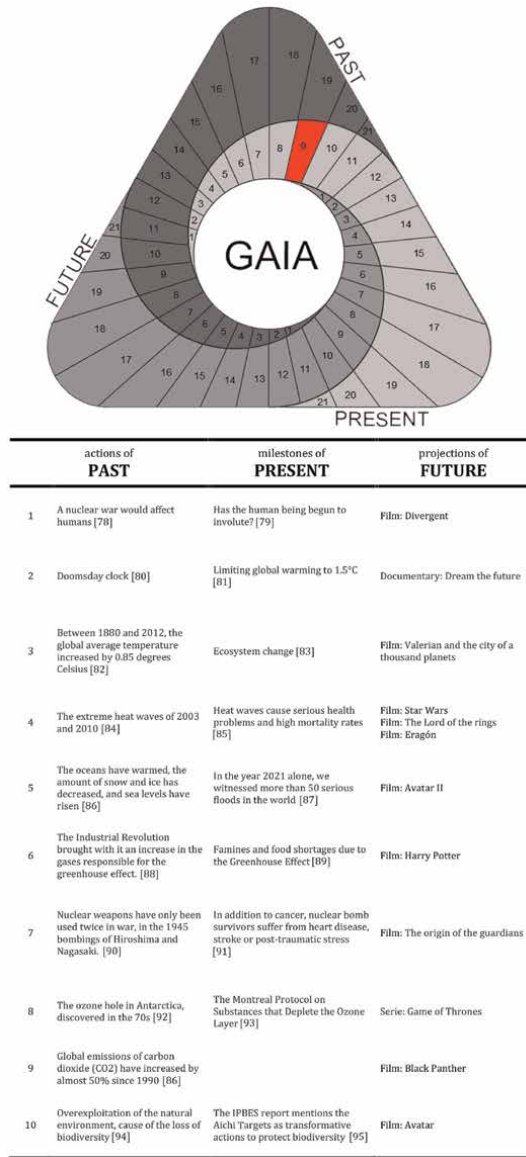 17 18 PAST
16 19
15 20
14 21
13
12
11
10
9
8
7
6
5
4
3
2
1
4 5 6 7 8 9 10 11 12 13 14 15 16 17 18 19 20 21
3
2
1
GAIA
1
2
3
4
5
6
7
8
9
10
11
12
13
14
15
16
17
18
19
20
21
FUTURE
PRESENT
actions of
PAST
milestones of
PRESENT
projections of
FUTURE
1
A nuclear war would affect
humans [78]
Has the human being begun to
involute? [79]
Film: Divergent
2
Doomsday clock [80]
Limiting global warming to 1.5°C
[81]
Documentary: Dream the future
3
Between 1880 and 2012, the
global average temperature
increased by 0.85 degrees
Celsius [82]
Ecosystem change [83]
Film: Valerian and the city of a
thousand planets
4
The extreme heat waves of 2003
and 2010 [84]
Heat waves cause serious health
problems and high mortality rates
[85]
Film: Star Wars
Film: The Lord of the rings
Film: Eragón
5
The oceans have warmed, the
amount of snow and ice has
decreased, and sea levels have
risen [86]
In the year 2021 alone, we
witnessed more than 50 serious
floods in the world [87]
Film: Avatar II
6
The Industrial Revolution
brought with it an increase in the
gases responsible for the
greenhouse effect. [88]
Famines and food shortages due to
the Greenhouse Effect [89]
Film: Harry Potter
7
Nuclear weapons have only been
used twice in war, in the 1945
bombings of Hiroshima and
Nagasaki. [90]
In addition to cancer, nuclear bomb
survivors suffer from heart disease,
stroke or post-traumatic stress
[91]
Film: The origin of the guardians
8
The ozone hole in Antarctica,
discovered in the 70s [92]
The Montreal Protocol on
Substances that Deplete the Ozone
Layer [93]
Serie: Game of Thrones
9
Global emissions of carbon
dioxide (CO2) have increased by
almost 50% since 1990 [86]
Film: Black Panther
10
Overexploitation of the natural
environment, cause of the loss of
biodiversity [94]
The IPBES report mentions the
Aichi Targets as transformative
actions to protect biodiversity [95]
Film: Avatar